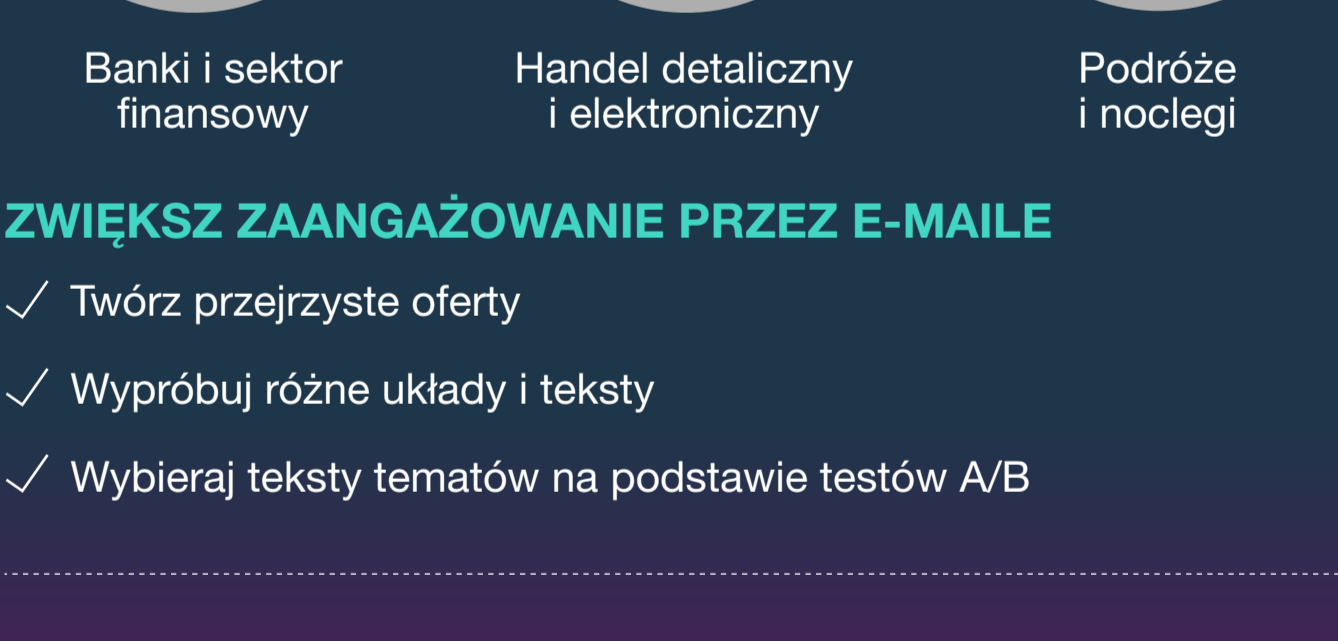 Banki i sektor
finansowy
Handel detaliczny
i elektroniczny
Podróże
i noclegi
ZWIĘKSZ ZAANGAŻOWANIE PRZEZ E-MAILE
Twórz przejrzyste oferty
Wypróbuj różne układy i teksty
Wybieraj teksty tematów na podstawie testów A/B